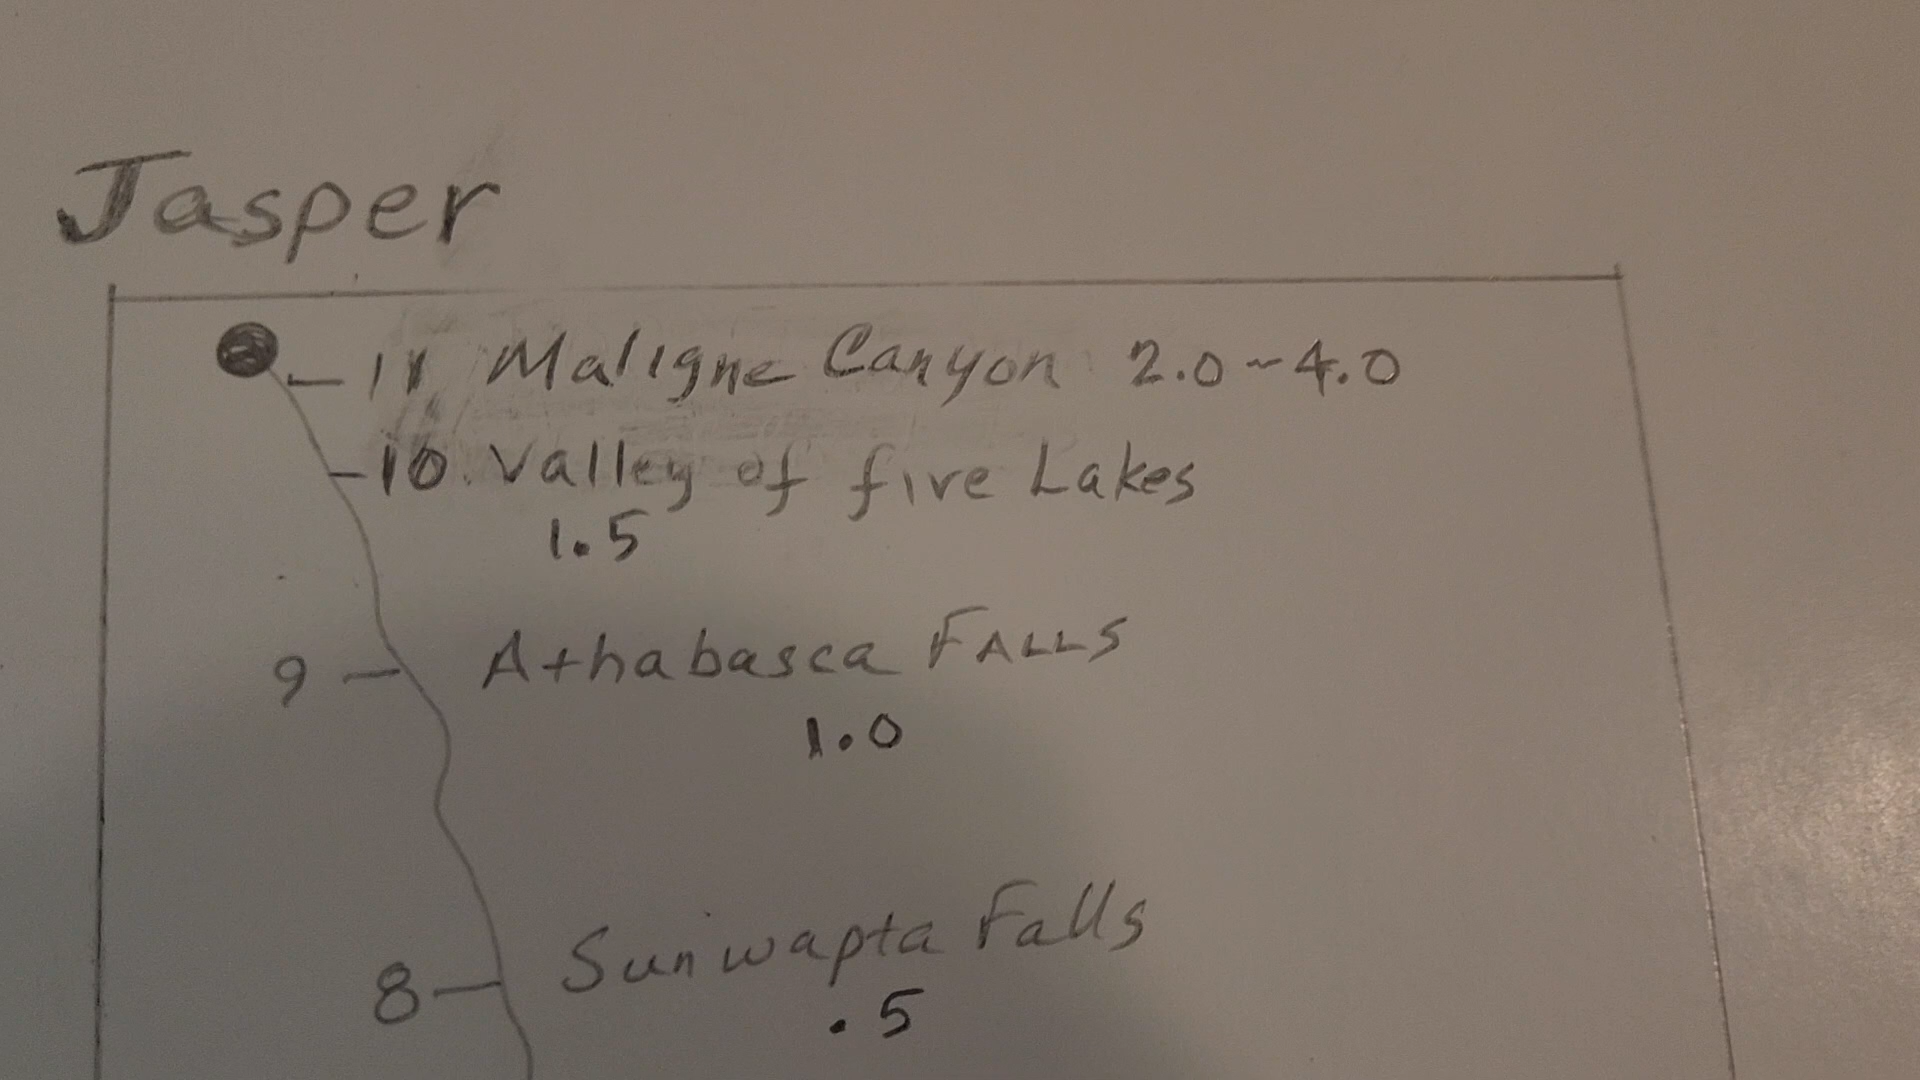 Jasper
11 Maligne Canyon 2.0~4.0
10. Valley of five Lakes
1.5
9 Athabasca FALLS
1.0
8 Sunwapta Falls
.5